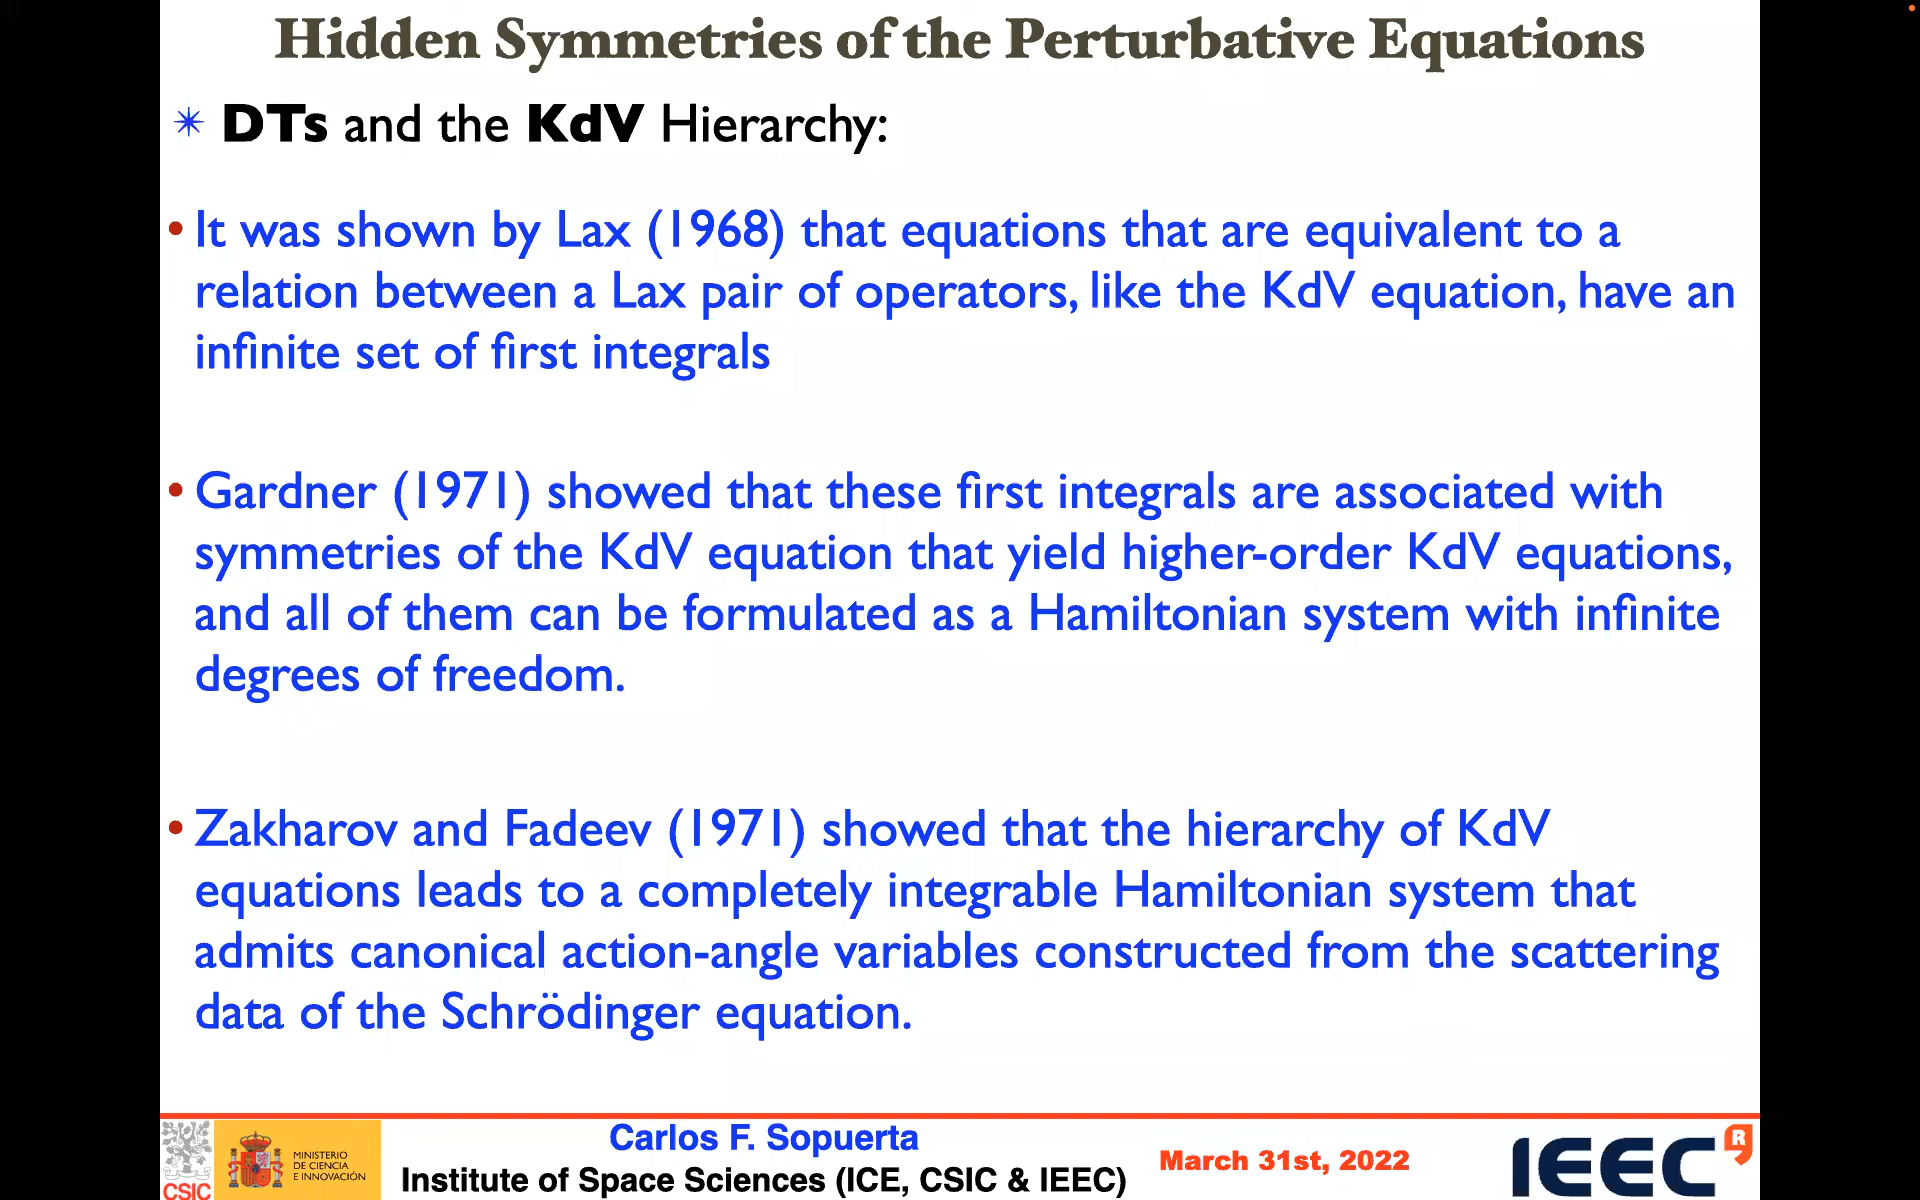 Hidden Symmetries of the Perturbative Equations
✴ DTs and the KdV Hierarchy:
• It was shown by Lax (1968) that equations that are equivalent to a
relation between a Lax pair of operators, like the KdV equation, have an
infinite set of first integrals
• Gardner (1971) showed that these first integrals are associated with
symmetries of the KdV equation that yield higher-order KdV equations,
and all of them can be formulated as a Hamiltonian system with infinite
degrees of freedom.
• Zakharov and Fadeev (1971) showed that the hierarchy of KdV
equations leads to a completely integrable Hamiltonian system that
admits canonical action-angle variables constructed from the scattering
data of the Schrödinger equation.
CSIC
MINISTERIO
DE CIENCIA
E INNOVACIÓN
Carlos F. Sopuerta
Institute of Space Sciences (ICE, CSIC & IEEC)
March 31st, 2022
IEEC
R